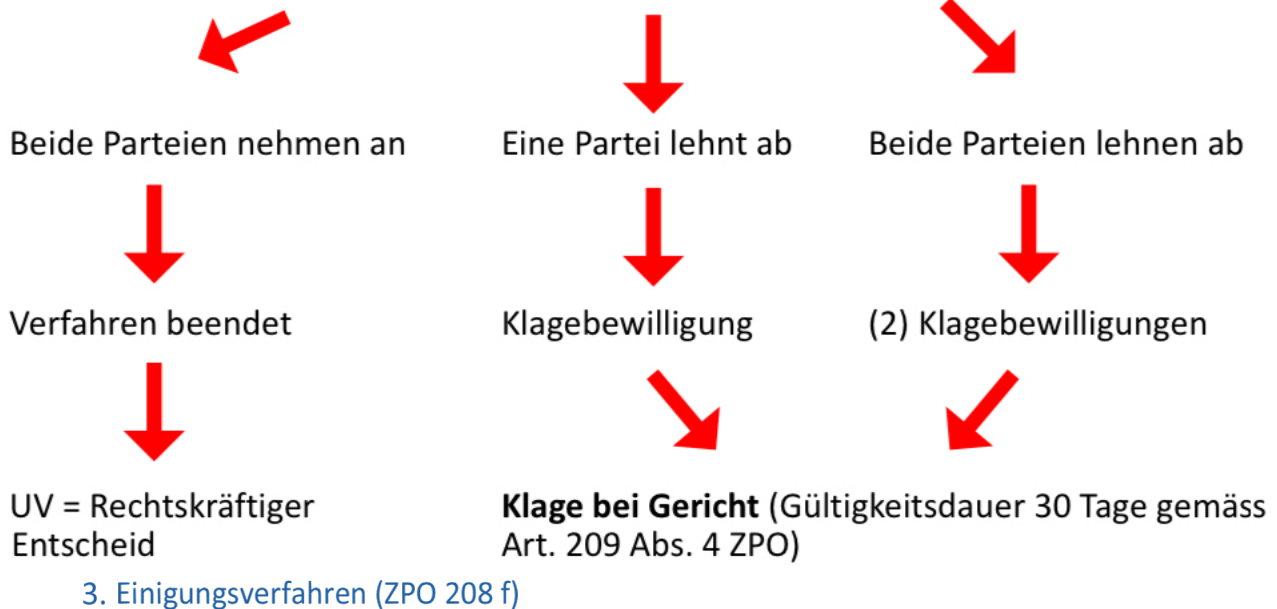 Beide Parteien nehmen an
Eine Partei lehnt ab
Beide Parteien lehnen ab
Verfahren beendet
Klagebewilligung
(2) Klagebewilligungen
UV = Rechtskräftiger
Entscheid
Klage bei Gericht (Gültigkeitsdauer 30 Tage gemäss
Art. 209 Abs. 4 ZPO)
3. Einigungsverfahren (ZPO 208 f)